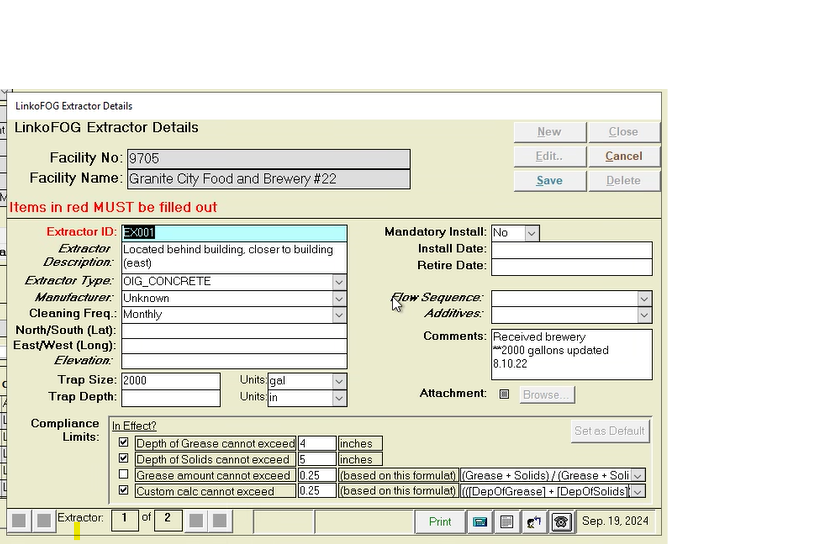 LinkoFOG Extractor Details
LinkoFOG Extractor Details
New
Close
Facility No: 9705
Edit..
Cancel
Facility Name: Granite City Food and Brewery #22
Save
Delete
Items in red MUST be filled out
Extractor ID: EX001
Mandatory Install: No
Extractor Description: Located behind building, closer to building
(east)
Install Date:
Retire Date:
Extractor Type: OIG_CONCRETE
Manufacturer: Unknown
Flow Sequence:
Cleaning Freq.: Monthly
Additives:
North/South (Lat):
East/West (Long):
Elevation:
Comments: Received brewery
**2000 gallons updated
8.10.22
Trap Size: 2000 Units: gal
Trap Depth: Units: in
Attachment: Browse...
Compliance
Limits:
In Effect?
Set as Default
Depth of Grease cannot exceed 4 inches
Depth of Solids cannot exceed 5 inches
Grease amount cannot exceed 0.25 (based on this formulat) (Grease + Solids) / (Grease + Soli
Custom calc cannot exceed 0.25 (based on this formulat) (([DepOfGrease] + [DepOfSolids]
Extractor: 1 of 2
Print
Sep. 19, 2024